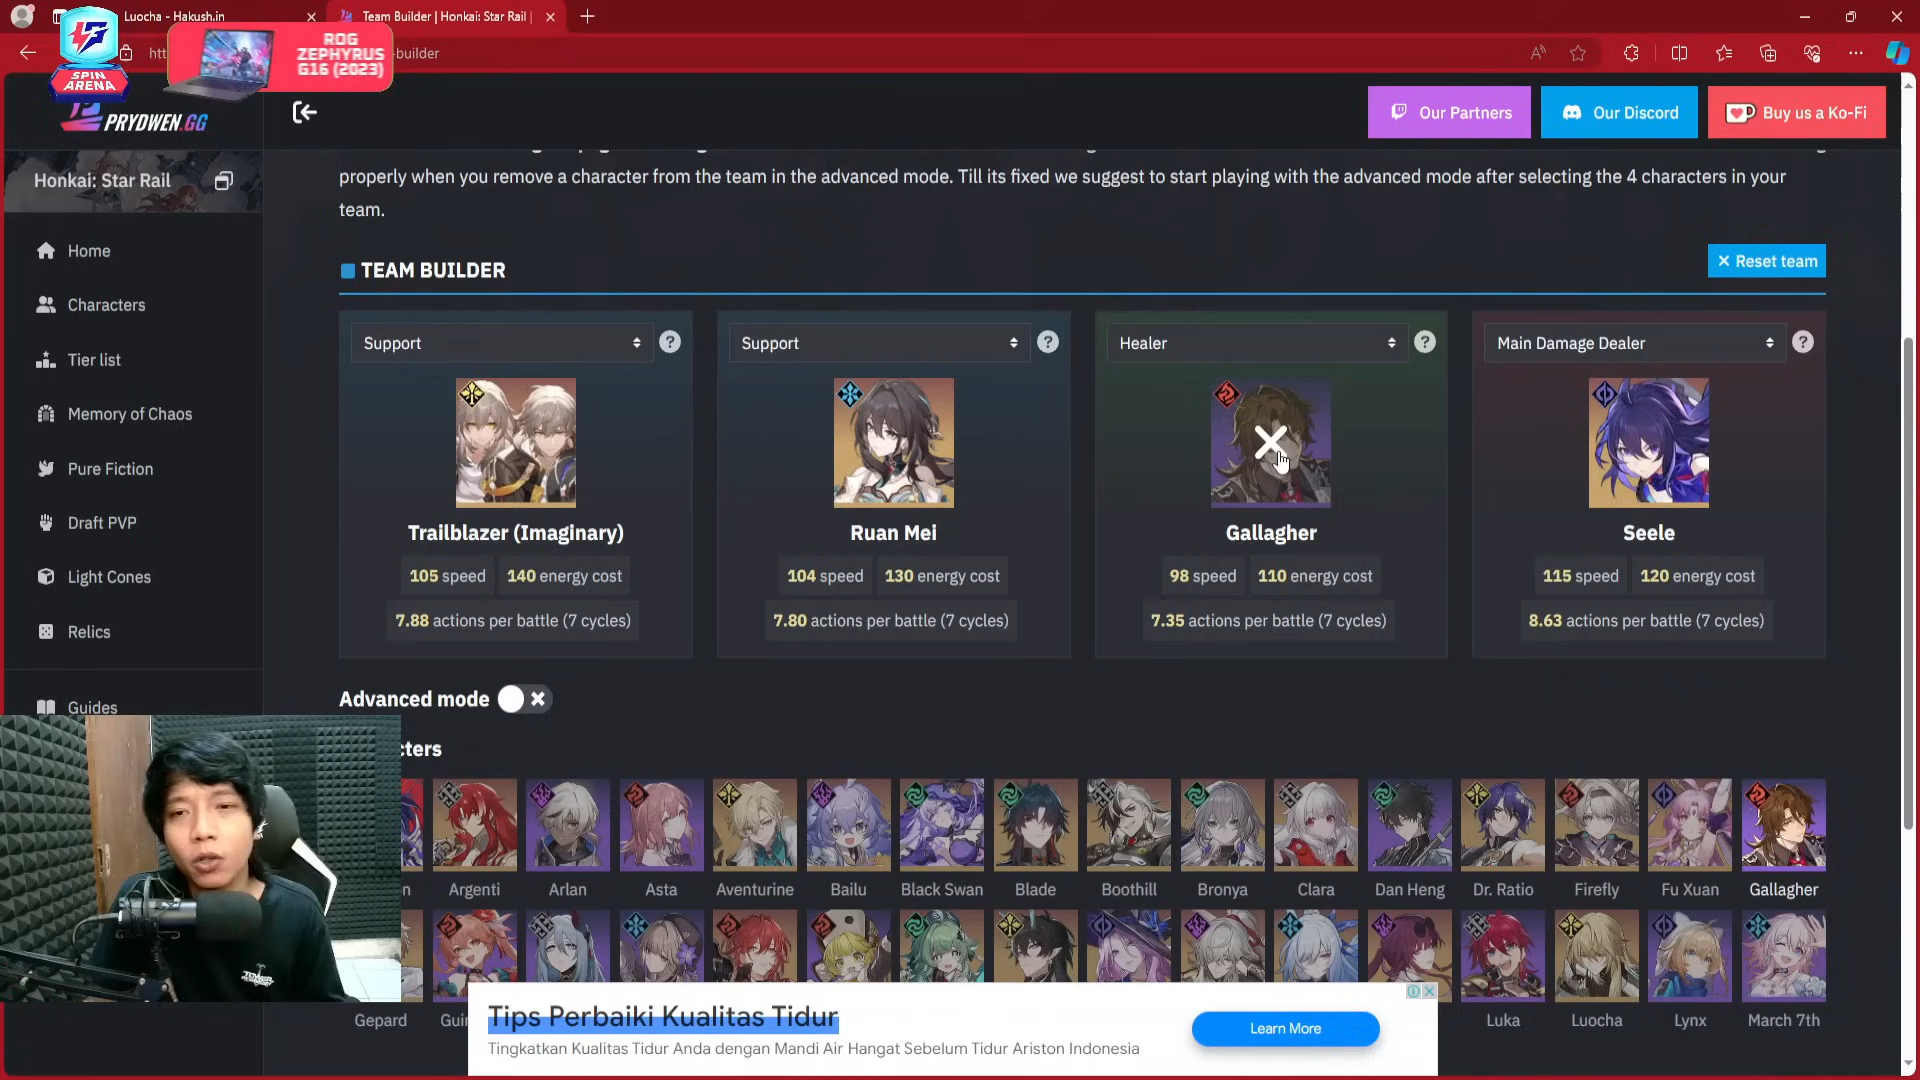 Luocha - Hakush.in
Team Builder | Honkai: Star Rail |
-builder
ROG
ZEPHYRUS
G16 (2023)
SPIN
ARENA
PRYDWEN.GG
Our Partners
Our Discord
Buy us a Ko-Fi
Honkai: Star Rail
Home
Characters
Tier list
Memory of Chaos
Pure Fiction
Draft PVP
Light Cones
Relics
Guides
properly when you remove a character from the team in the advanced mode. Till its fixed we suggest to start playing with the advanced mode after selecting the 4 characters in your
team.
TEAM BUILDER
Reset team
Support ?
Support ?
Healer ?
Main Damage Dealer ?
Trailblazer (Imaginary)
105 speed 140 energy cost
7.88 actions per battle (7 cycles)
Ruan Mei
104 speed 130 energy cost
7.80 actions per battle (7 cycles)
Gallagher
98 speed 110 energy cost
7.35 actions per battle (7 cycles)
Seele
115 speed 120 energy cost
8.63 actions per battle (7 cycles)
Advanced mode
cters
Argenti Arlan Asta Aventurine Bailu Black Swan Blade Boothill Bronya Clara Dan Heng Dr. Ratio Firefly Fu Xuan Gallagher
Gepard Luka Luocha Lynx March 7th
Tips Perbaiki Kualitas Tidur
Tingkatkan Kualitas Tidur Anda dengan Mandi Air Hangat Sebelum Tidur Ariston Indonesia
Learn More